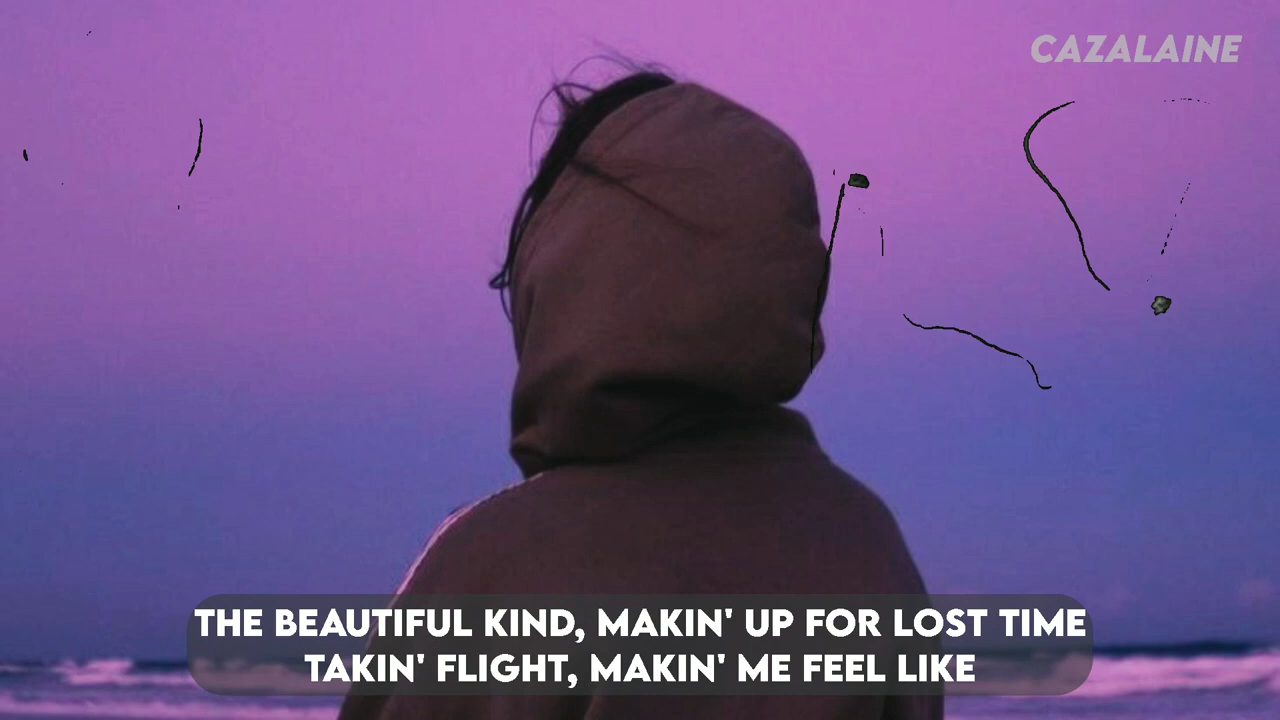 CAZALAINE
THE BEAUTIFUL KIND, MAKIN' UP FOR LOST TIME
TAKIN' FLIGHT, MAKIN' ME FEEL LIKE